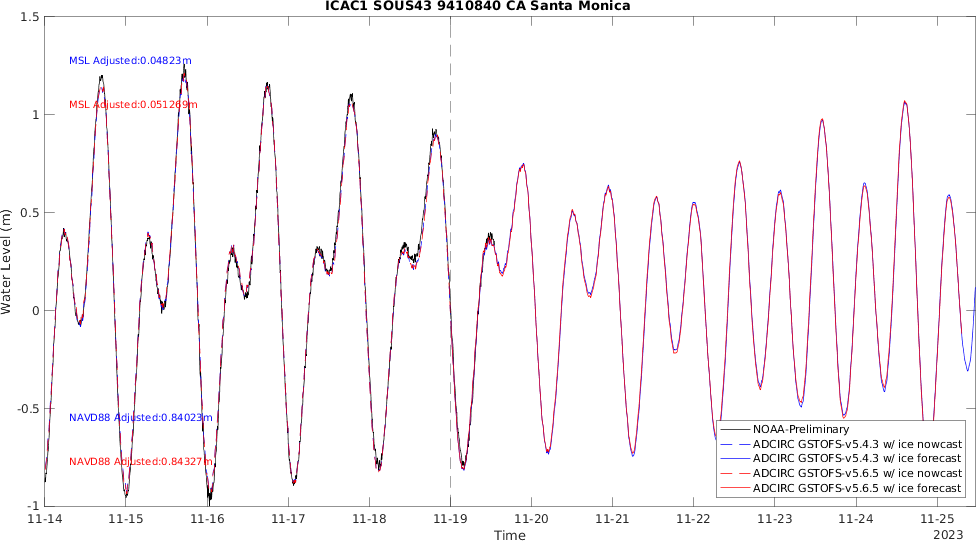 ICAC1 SOUS43 9410840 CA Santa Monica
1.5
1
0.5
0
-0.5
-1
Water Level (m)
MSL Adjusted:0.04823m
MSL Adjusted:0.051269m
NAVD88 Adjusted:0.84023m
NAVD88 Adjusted:0.84327m
NOAA-Preliminary
ADCIRC GSTOFS-v5.4.3 w/ ice nowcast
ADCIRC GSTOFS-v5.4.3 w/ ice forecast
ADCIRC GSTOFS-v5.6.5 w/ ice nowcast
ADCIRC GSTOFS-v5.6.5 w/ ice forecast
11-14 11-15 11-16 11-17 11-18 11-19 11-20 11-21 11-22 11-23 11-24 11-25
Time
2023